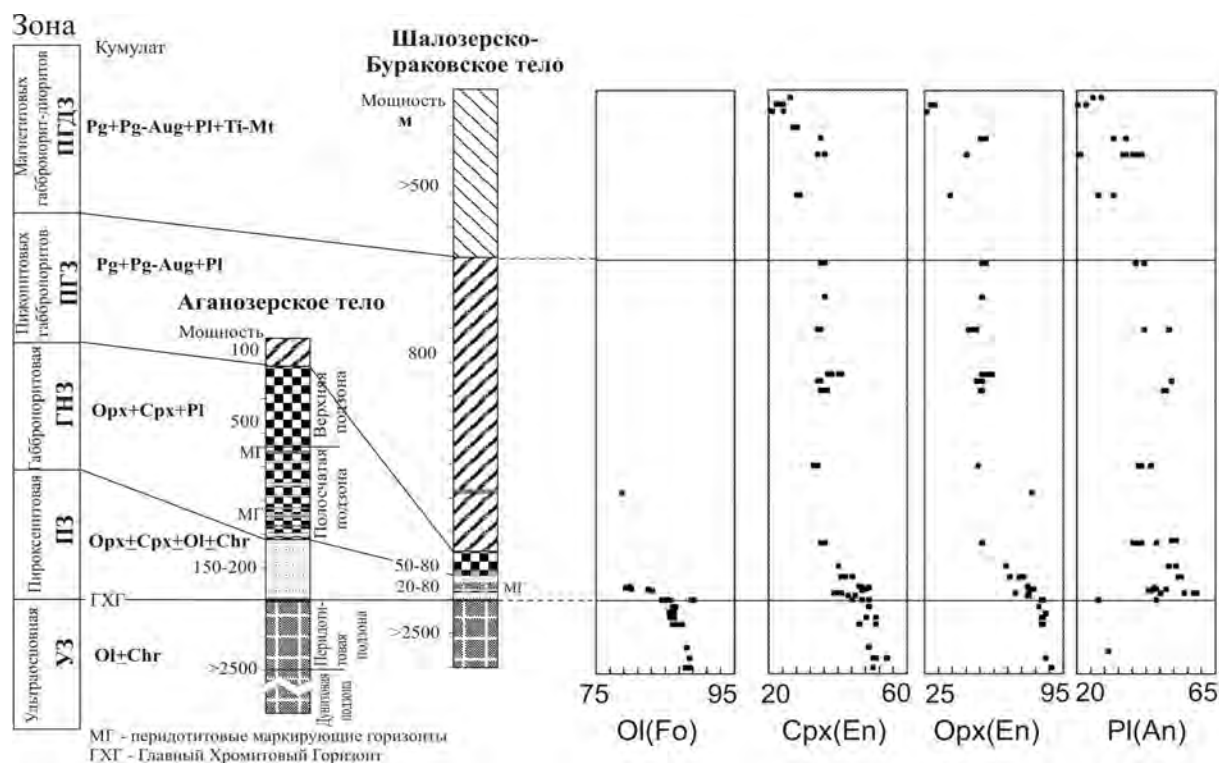 Зона
Кумулат
Магнетитовых
габбронорит-диоритов
ПГДЗ
Pg+Pg-Aug+Pl+Ti-Mt
Пижонитовых
габброноритов
ПГЗ
Pg+Pg-Aug+Pl
Габброноритовая
ГНЗ
Opx+Cpx+Pl
Пироксенитовая
ПЗ
Opx±Cpx±Ol±Chr
ГХГ
Ультраосновная
УЗ
Ol±Chr
Аганозерское тело
Мощность
100
500
МГ
МГ
150-200
>2500
Верхняя
подзона
Полосчатая
подзона
Перидоти-
товая
подзона
Дунитовая
подзона
Шалозерско-
Бураковское тело
Мощность
м
>500
800
50-80
20-80
МГ
>2500
75 95
20 60
25 95
20 65
Ol(Fo)
Cpx(En)
Opx(En)
Pl(An)
МГ - перидотитовые маркирующие горизонты
ГХГ - Главный Хромитовый Горизонт